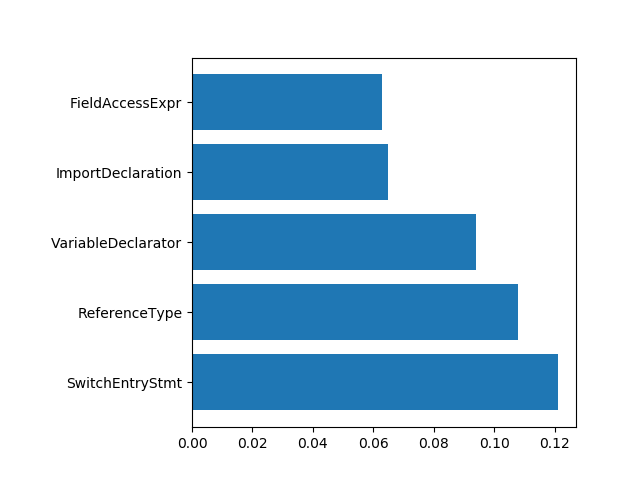 FieldAccessExpr
ImportDeclaration
VariableDeclarator
ReferenceType
SwitchEntryStmt
0.00 0.02 0.04 0.06 0.08 0.10 0.12